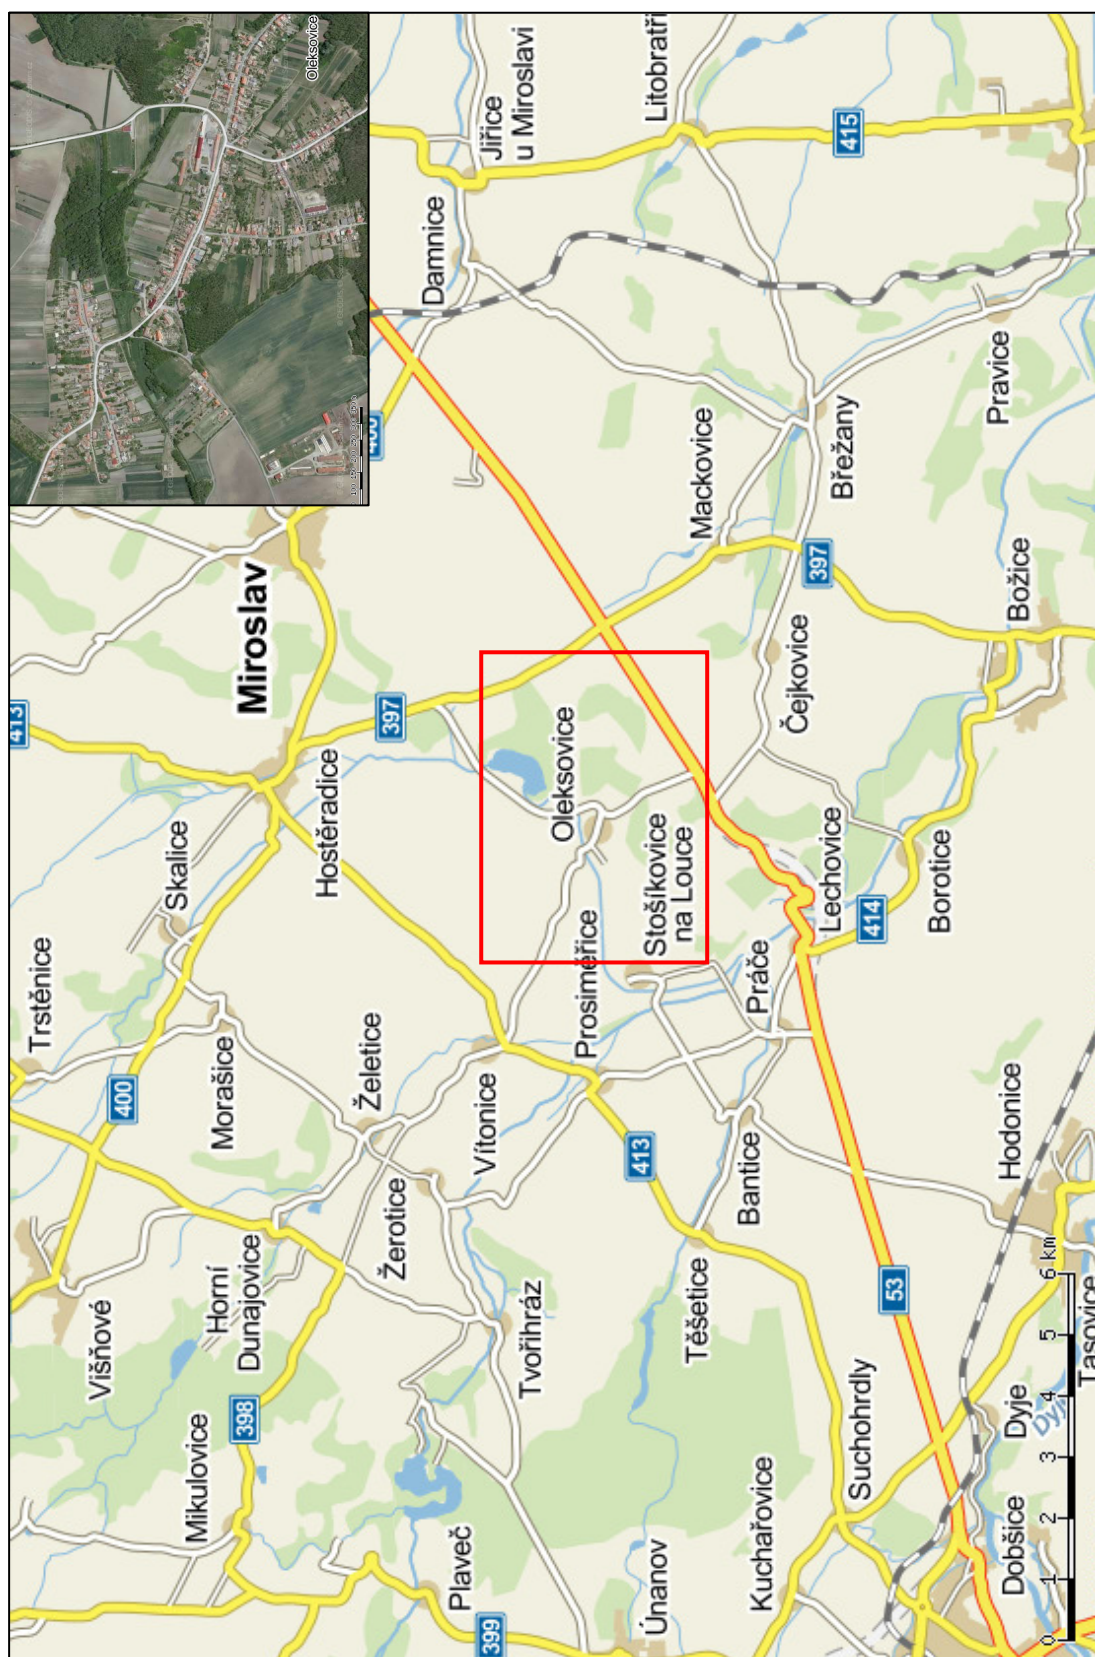 Oleksovice
413
Miroslav
397
Hostěradice
Skalice
Trstěnice
400
Morašice
Želetice
Vítonice
Žerotice
Horní
Dunajovice
Višňové
398
Mikulovice
Tvořihráz
Plaveč
399
Únanov
Kuchařovice
Suchohrdly
Těšetice
413
Bantice
Prosiměřice
Práče
Stošíkovice
na Louce
Oleksovice
Lechovice
414
Borotice
Čejkovice
397
Božice
Břežany
Mackovice
Pravice
Damnice
Jiřice
u Miroslavi
Litobratři
415
400
53
Hodonice
Tasovice
Dyje
Dyje
Dobšice
0 1 2 3 4 5 6 km